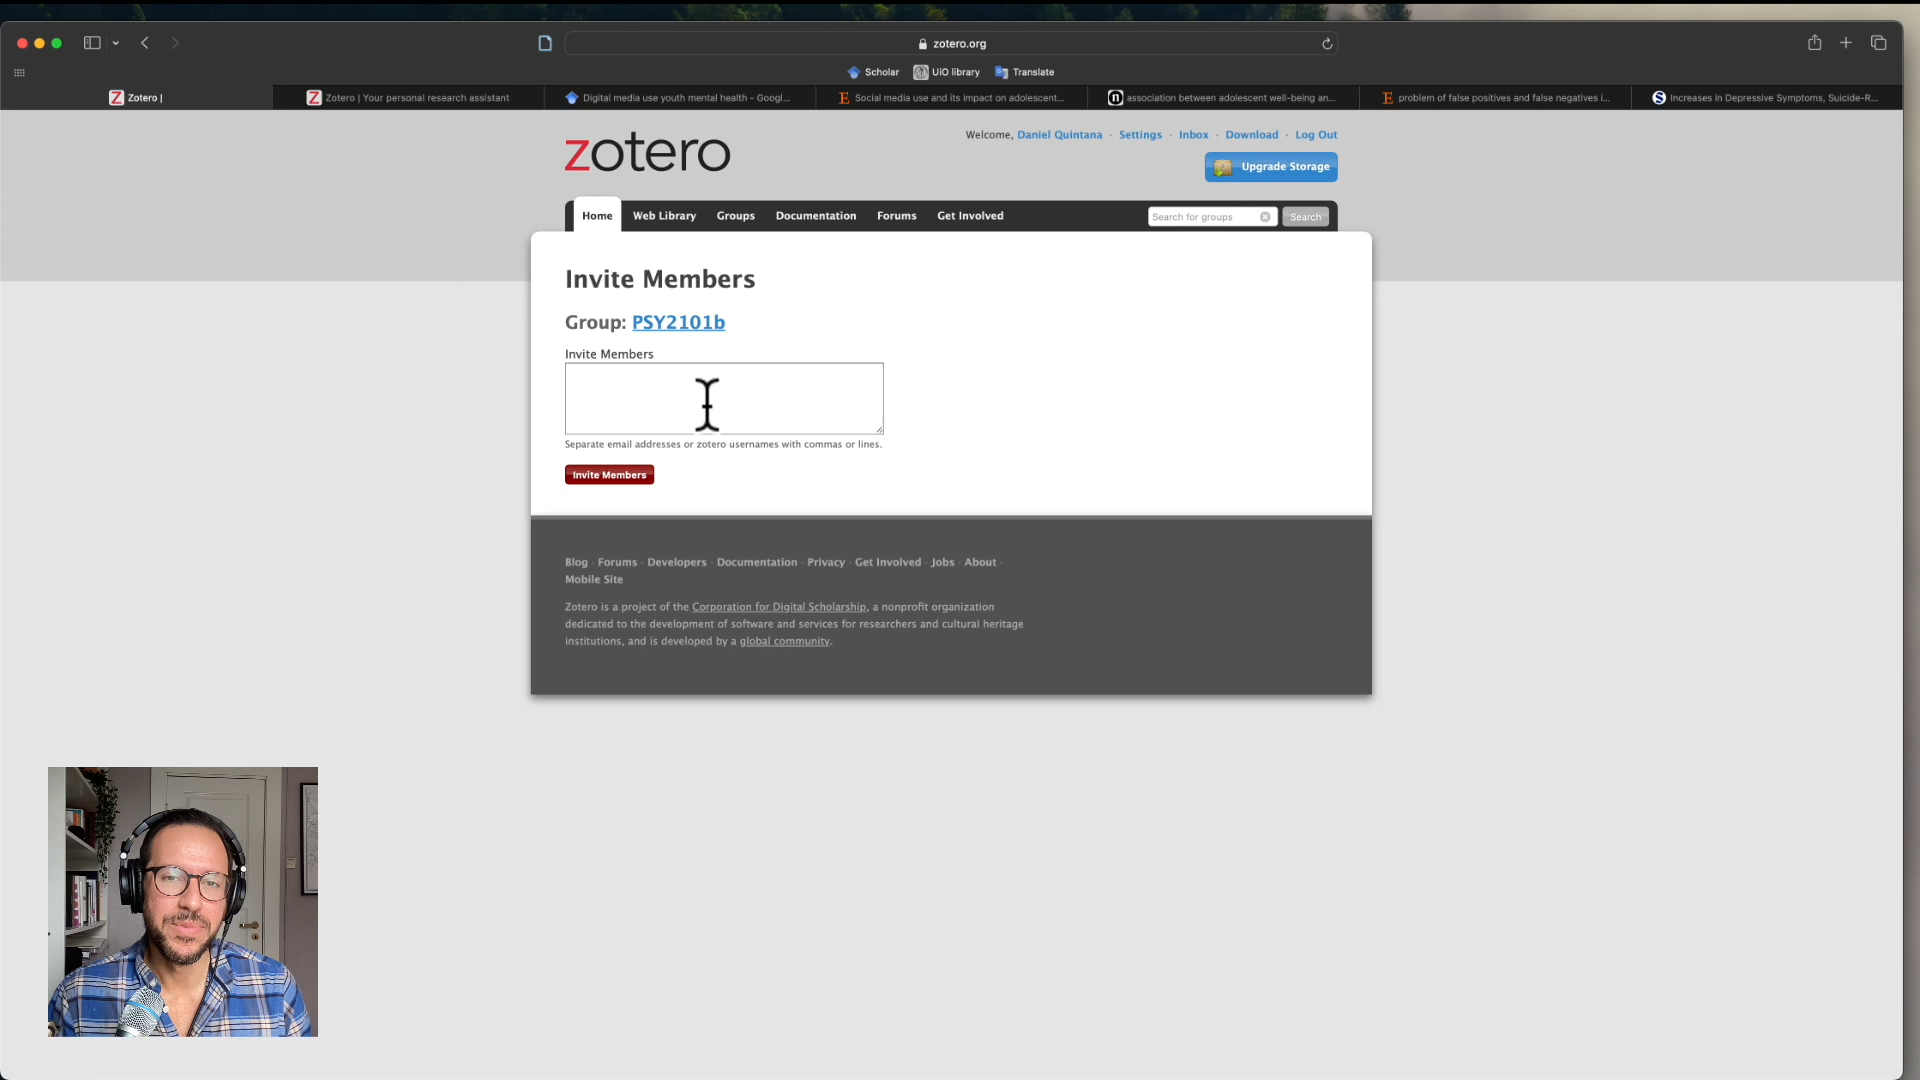 zotero.org
Scholar
UiO library
Translate
Z Zotero |
Z Zotero | Your personal research assistant
Digital media use youth mental health - Googl...
E Social media use and its impact on adolescent...
n association between adolescent well-being an...
E problem of false positives and false negatives i...
S Increases in Depressive Symptoms, Suicide-R...
zotero
Welcome, Daniel Quintana · Settings · Inbox · Download · Log Out
Upgrade Storage
Home Web Library Groups Documentation Forums Get Involved
Search for groups
Search
Invite Members
Group: PSY2101b
Invite Members
Separate email addresses or zotero usernames with commas or lines.
Invite Members
Blog · Forums · Developers · Documentation · Privacy · Get Involved · Jobs · About ·
Mobile Site
Zotero is a project of the Corporation for Digital Scholarship, a nonprofit organization
dedicated to the development of software and services for researchers and cultural heritage
institutions, and is developed by a global community.